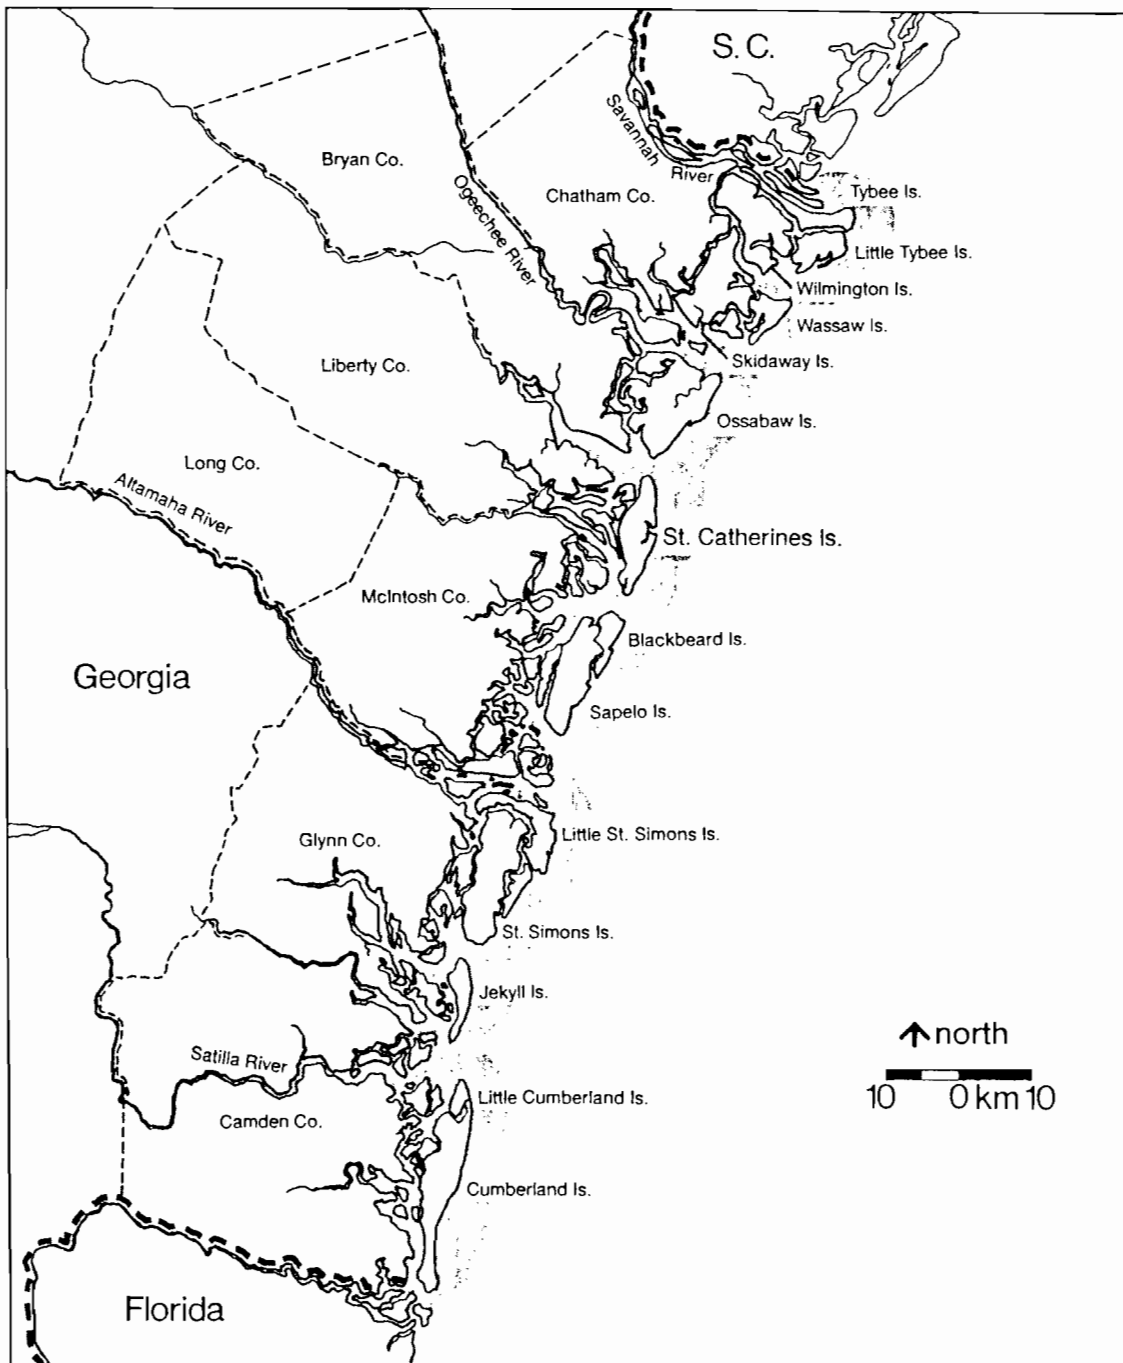 S.C.
Savannah
River
Bryan Co.
Ogeechee River
Chatham Co.
Tybee Is.
Little Tybee Is.
Wilmington Is.
Wassaw Is.
Skidaway Is.
Liberty Co.
Ossabaw Is.
Long Co.
Altamaha River
St. Catherines Is.
McIntosh Co.
Blackbeard Is.
Georgia
Sapelo Is.
Little St. Simons Is.
Glynn Co.
St. Simons Is.
Jekyll Is.
north
10 0 km 10
Satilla River
Little Cumberland Is.
Camden Co.
Cumberland Is.
Florida